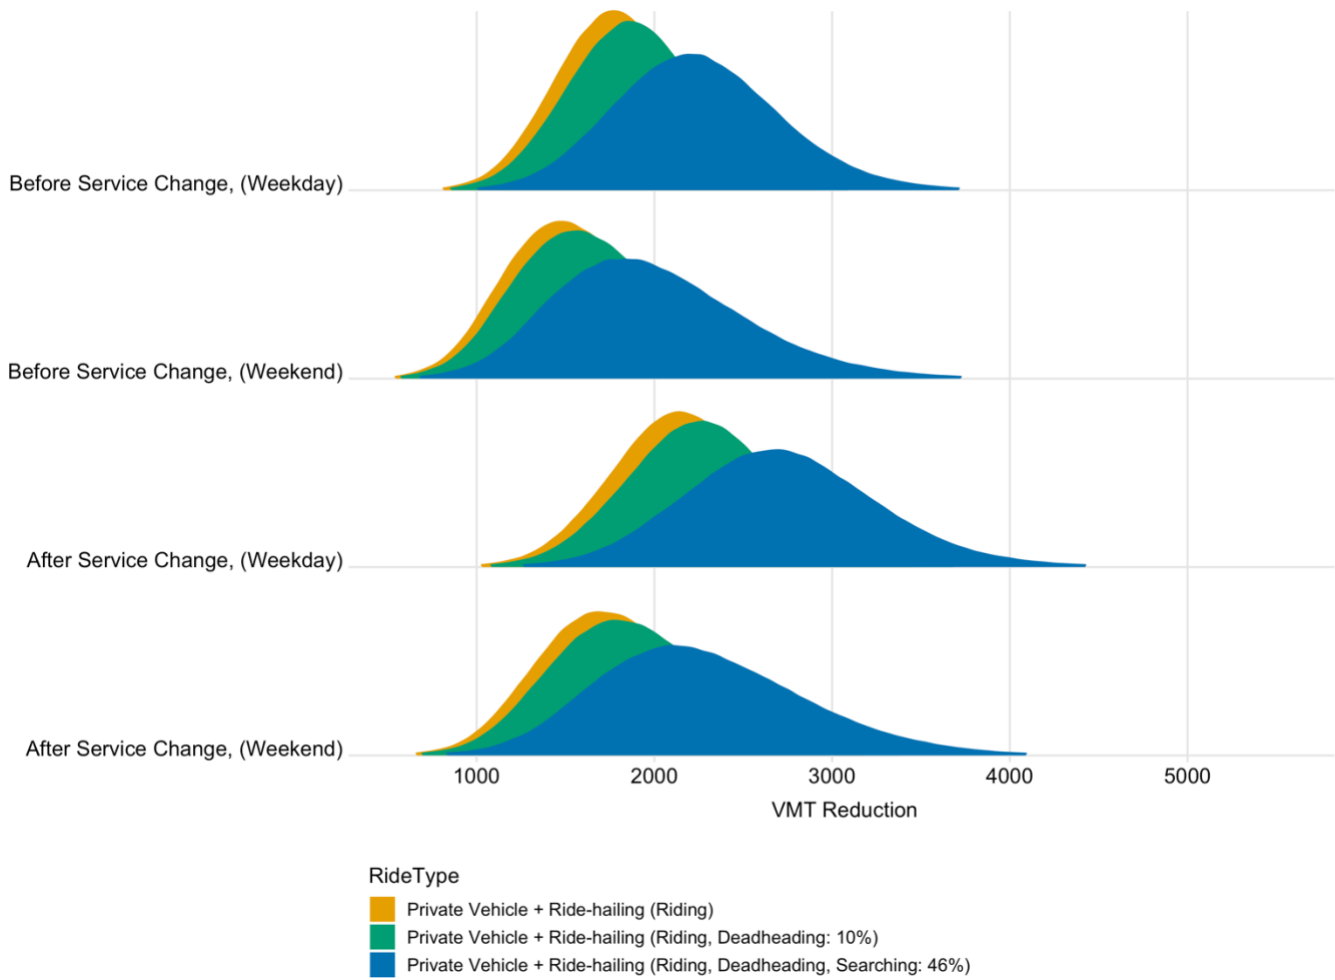 Before Service Change, (Weekday)
Before Service Change, (Weekend)
After Service Change, (Weekday)
After Service Change, (Weekend)
1000 2000 3000 4000 5000
VMT Reduction
RideType
Private Vehicle + Ride-hailing (Riding)
Private Vehicle + Ride-hailing (Riding, Deadheading: 10%)
Private Vehicle + Ride-hailing (Riding, Deadheading, Searching: 46%)